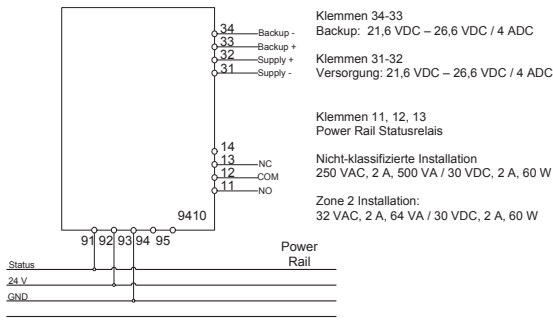 34 Backup -
33 Backup +
32 Supply +
31 Supply -
14
13 NC
12 COM
11 NO
9410
91 92 93 94 95
Power
Rail
Status
24 V
GND
Klemmen 34-33
Backup: 21,6 VDC – 26,6 VDC / 4 ADC
Klemmen 31-32
Versorgung: 21,6 VDC – 26,6 VDC / 4 ADC
Klemmen 11, 12, 13
Power Rail Statusrelais
Nicht-klassifizierte Installation
250 VAC, 2 A, 500 VA / 30 VDC, 2 A, 60 W
Zone 2 Installation:
32 VAC, 2 A, 64 VA / 30 VDC, 2 A, 60 W